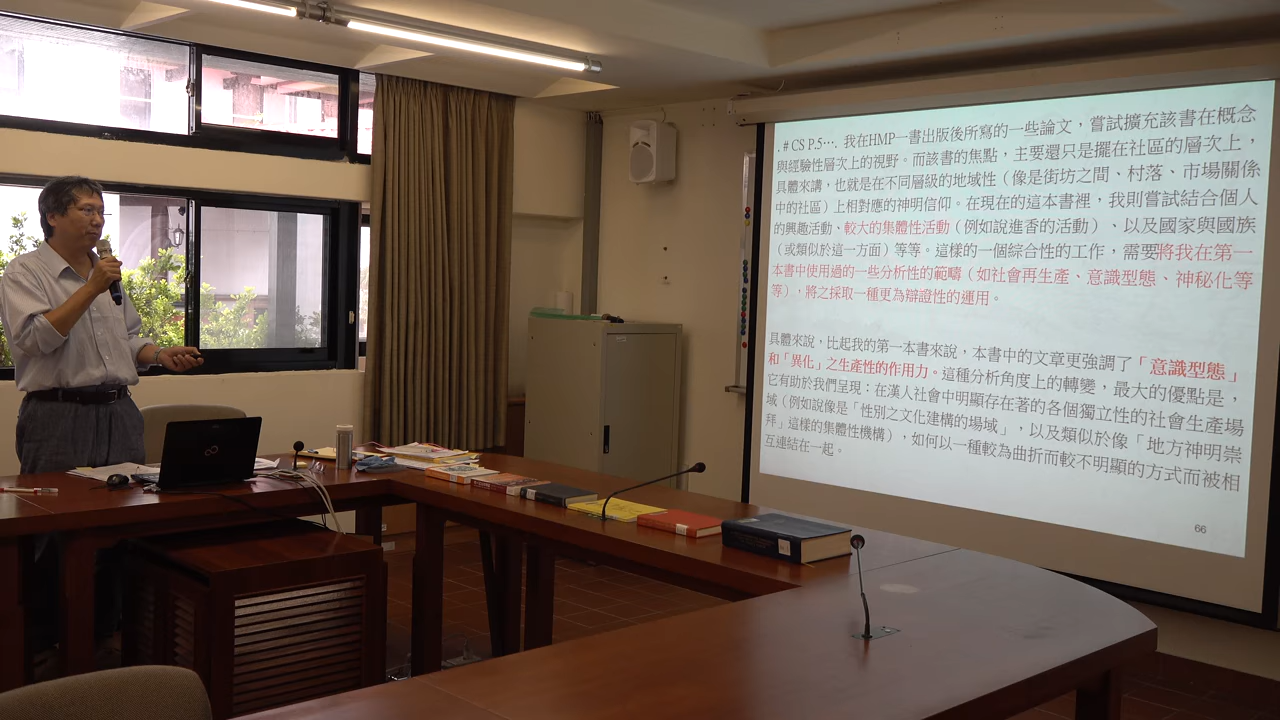 . # CS P.5…, 我在HMP一書出版後所寫的一些論文，嘗試擴充該書在概念
與經驗性層次上的視野。而該書的焦點，主要還只是擺在社區的層次上，
具體來講，也就是在不同層級的地域性（像是街坊之間、村落、市場關係
中的社區）上相對應的神明信仰。在現在的這本書裡，我則嘗試結合個人
的興趣活動、較大的集體性活動（例如說進香的活動）、以及國家與國族
（或類似於這一方面）等等。這樣的一個綜合性的工作，需要將我在第一
本書中使用過的一些分析性的範疇（如社會再生產、意識型態、神秘化等
等），將之採取一種更為辯證性的運用。
具體來說，比起我的第一本書來說，本書中的文章更強調了「意識型態」
和「異化」之生產性的作用力。這種分析角度上的轉變，最大的優點是，
它有助於我們呈現：在漢人社會中明顯存在著的各個獨立性的社會生產場
域（例如說像是「性別之文化建構的場域」，以及類似於像「地方神明崇
拜」這樣的集體性機構），如何以一種較為曲折而較不明顯的方式而被相
互連結在一起。
66